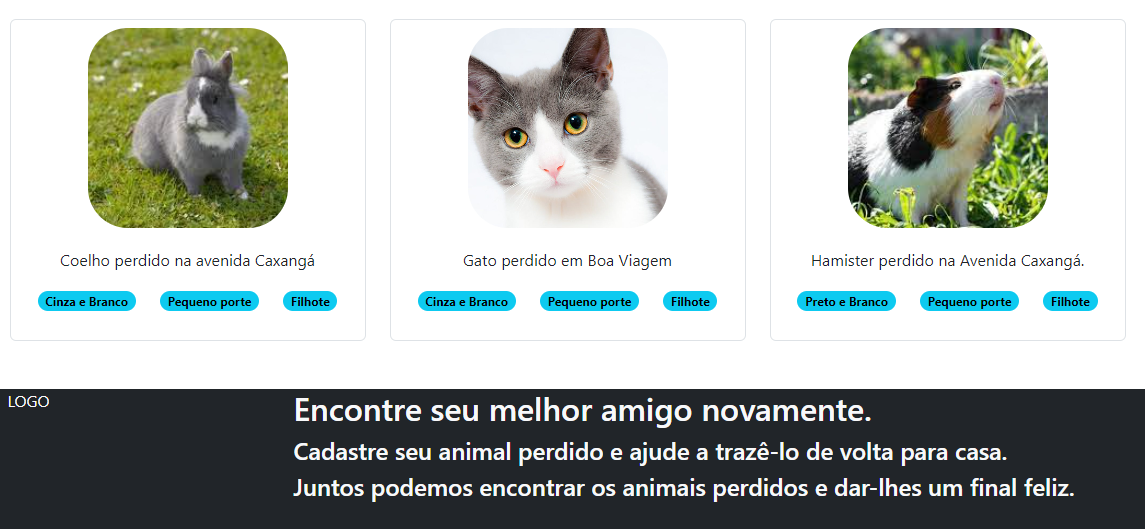 Coelho perdido na avenida Caxangá
Gato perdido em Boa Viagem
Hamister perdido na Avenida Caxangá.
Cinza e Branco
Pequeno porte
Filhote
Cinza e Branco
Pequeno porte
Filhote
Preto e Branco
Pequeno porte
Filhote
LOGO
Encontre seu melhor amigo novamente.
Cadastre seu animal perdido e ajude a trazê-lo de volta para casa.
Juntos podemos encontrar os animais perdidos e dar-lhes um final feliz.